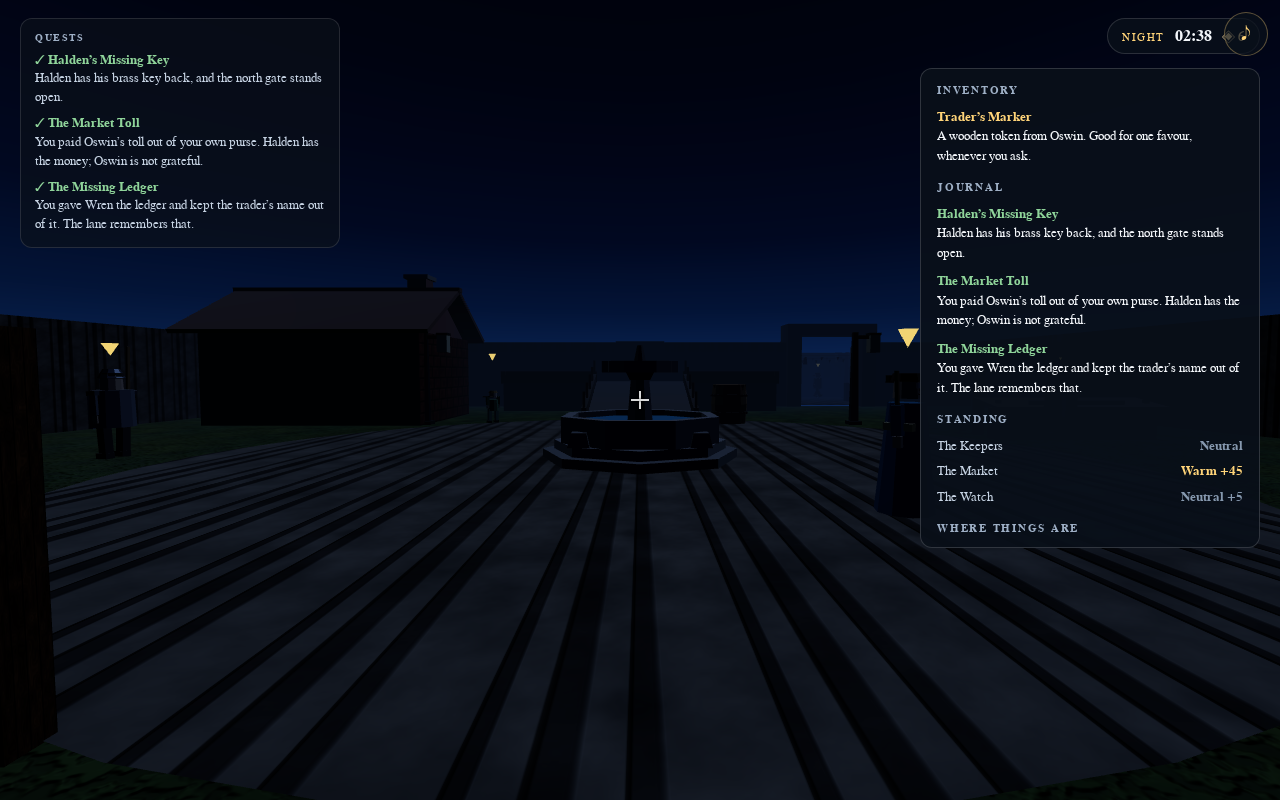 QUESTS
✓ Halden’s Missing Key
Halden has his brass key back, and the north gate stands
open.
✓ The Market Toll
You paid Oswin’s toll out of your own purse. Halden has
the money; Oswin is not grateful.
✓ The Missing Ledger
You gave Wren the ledger and kept the trader’s name out
of it. The lane remembers that.
NIGHT 02:38
INVENTORY
Trader’s Marker
A wooden token from Oswin. Good for one favour,
whenever you ask.
JOURNAL
Halden’s Missing Key
Halden has his brass key back, and the north gate stands
open.
The Market Toll
You paid Oswin’s toll out of your own purse. Halden has the
money; Oswin is not grateful.
The Missing Ledger
You gave Wren the ledger and kept the trader’s name out of
it. The lane remembers that.
STANDING
The Keepers Neutral
The Market Warm +45
The Watch Neutral +5
WHERE THINGS ARE